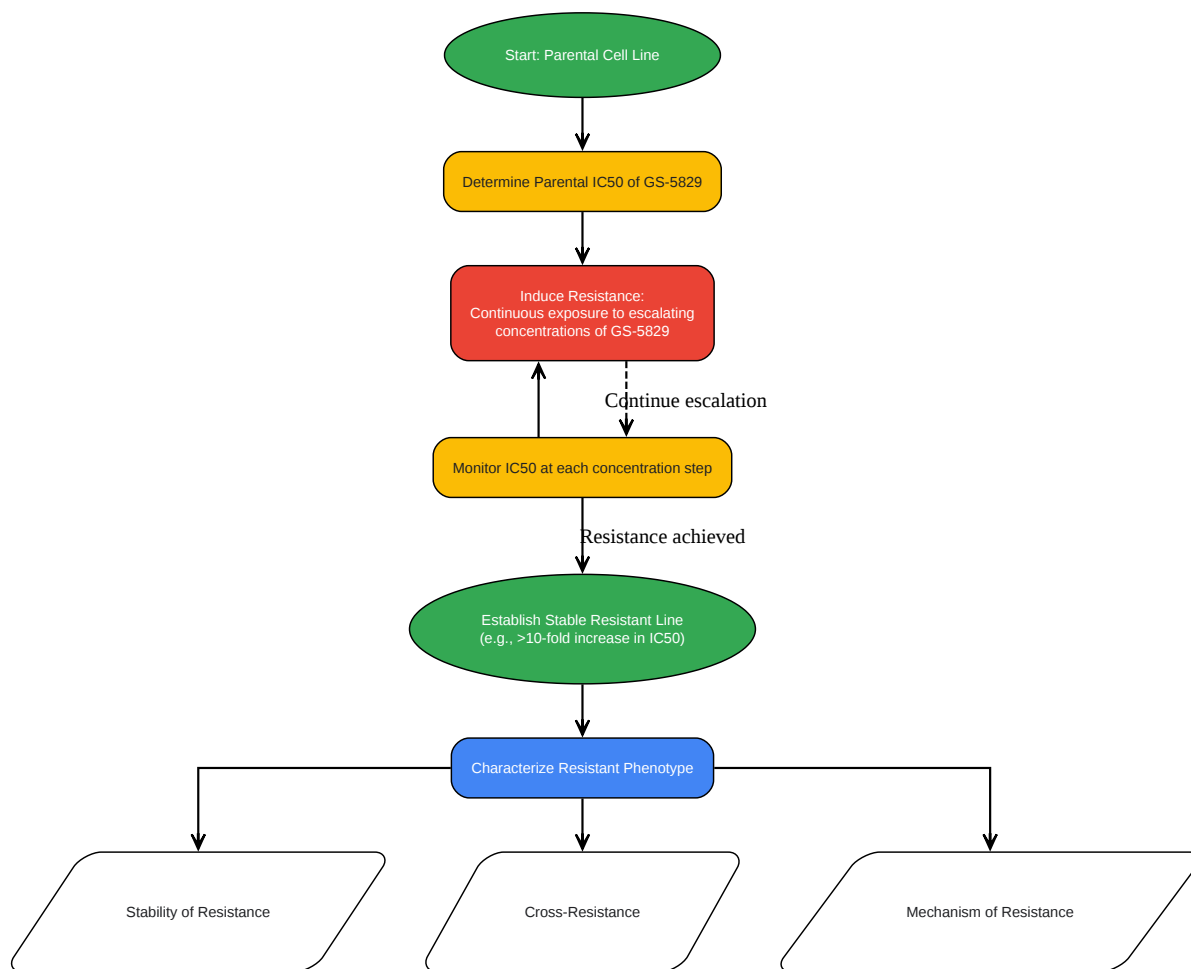 Start: Parental Cell Line
Determine Parental IC50 of GS-5829
Induce Resistance:
Continuous exposure to escalating
concentrations of GS-5829
Continue escalation
Monitor IC50 at each concentration step
Resistance achieved
Establish Stable Resistant Line
(e.g., >10-fold increase in IC50)
Characterize Resistant Phenotype
Stability of Resistance
Cross-Resistance
Mechanism of Resistance